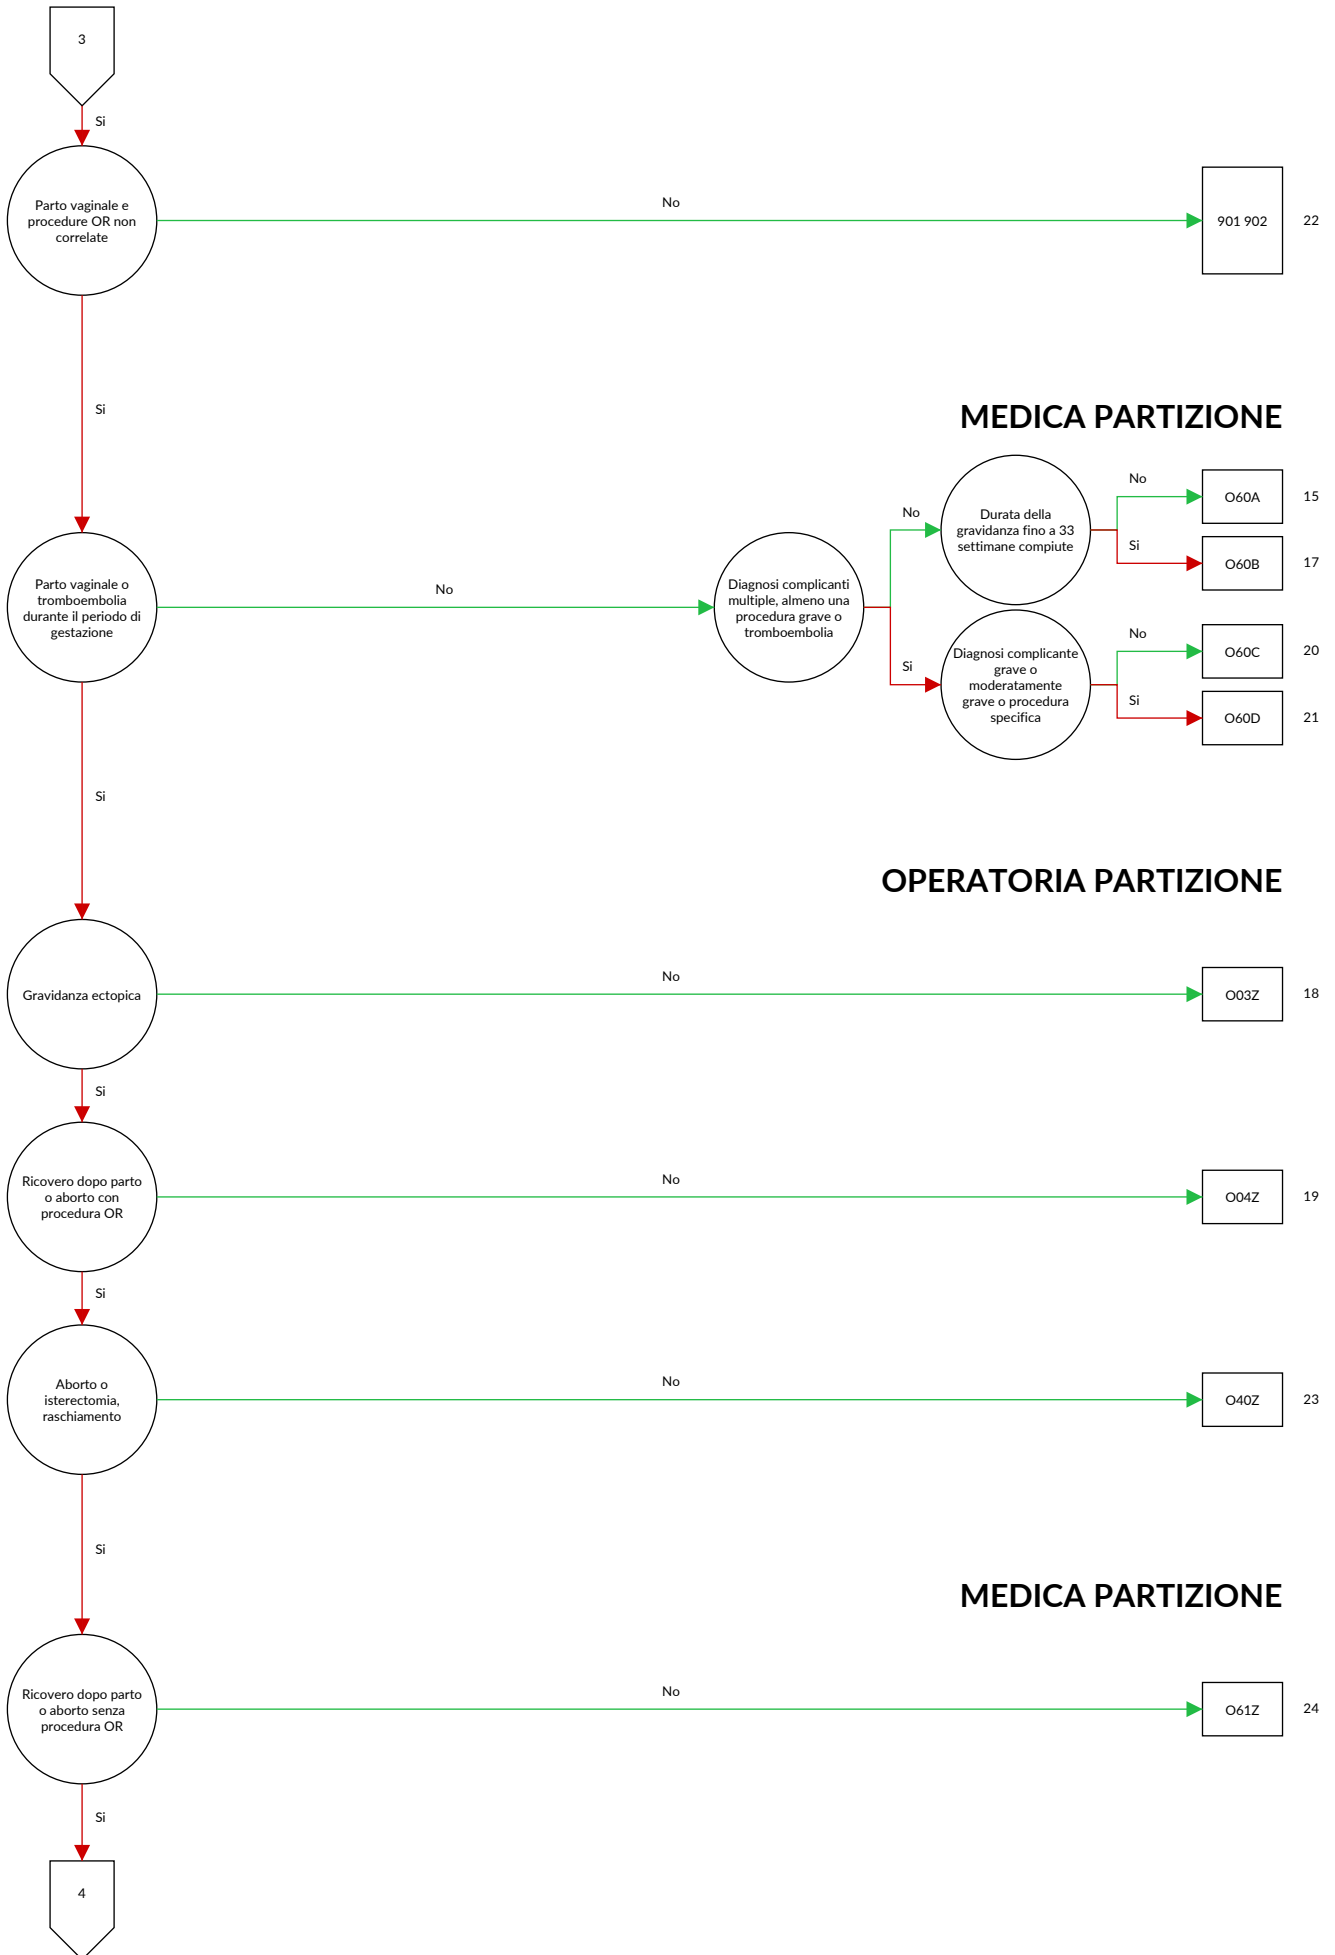 3
Si
Parto vaginale e
procedure OR non
correlate
No
901 902
22
Si
MEDICA PARTIZIONE
Parto vaginale o
tromboembolia
durante il periodo di
gestazione
No
Diagnosi complicanti
multiple, almeno una
procedura grave o
tromboembolia
No
Durata della
gravidanza fino a 33
settimane compiute
No
O60A
15
Si
O60B
17
Si
Diagnosi complicante
grave o
moderatamente
grave o procedura
specifica
No
O60C
20
Si
O60D
21
Si
OPERATORIA PARTIZIONE
Gravidanza ectopica
No
O03Z
18
Si
Ricovero dopo parto
o aborto con
procedura OR
No
O04Z
19
Si
Aborto o
isterectomia,
raschiamento
No
O40Z
23
Si
MEDICA PARTIZIONE
Ricovero dopo parto
o aborto senza
procedura OR
No
O61Z
24
Si
4